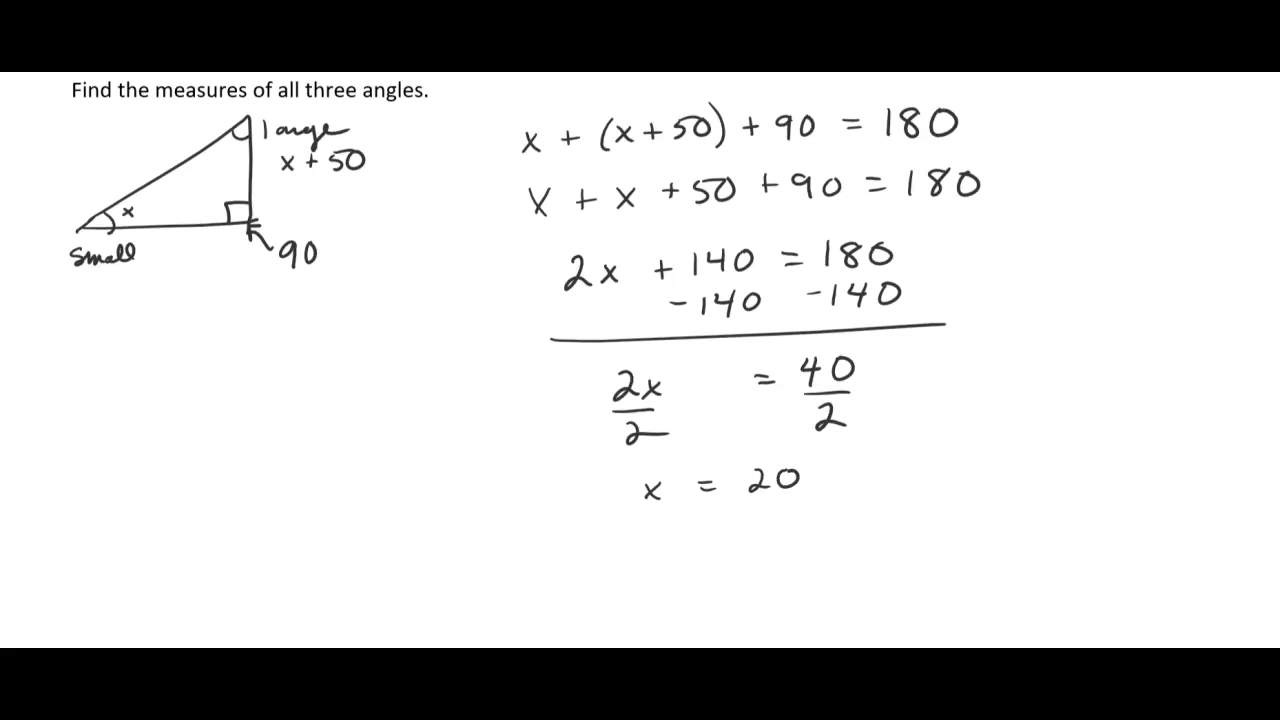 Find the measures of all three angles.
large
x + 50
x
small
90
x + (x + 50) + 90 = 180
x + x + 50 + 90 = 180
2x + 140 = 180
-140 -140
2x = 40
2 2
x = 20